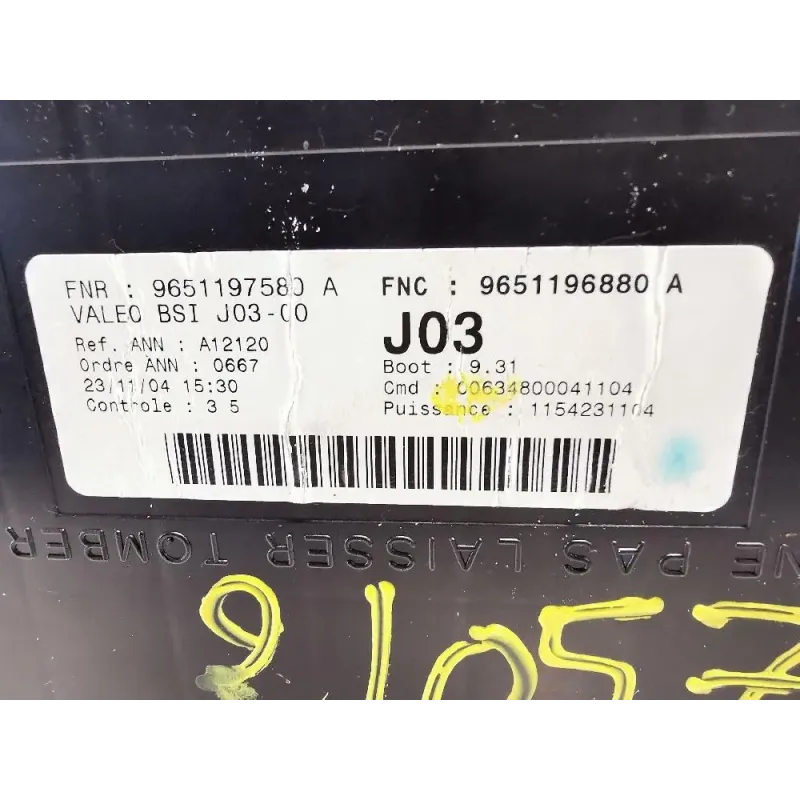 FNR : 9651197580 A
VALEO BSI J03-00
Ref. ANN : A12120
Ordre ANN : 0667
23/11/04 15:30
Controle : 3 5
FNC : 9651196880 A
J03
Boot : 9.31
Cmd : 00634800041104
Puissance : 1154231104
NE PAS LAISSER TOMBER